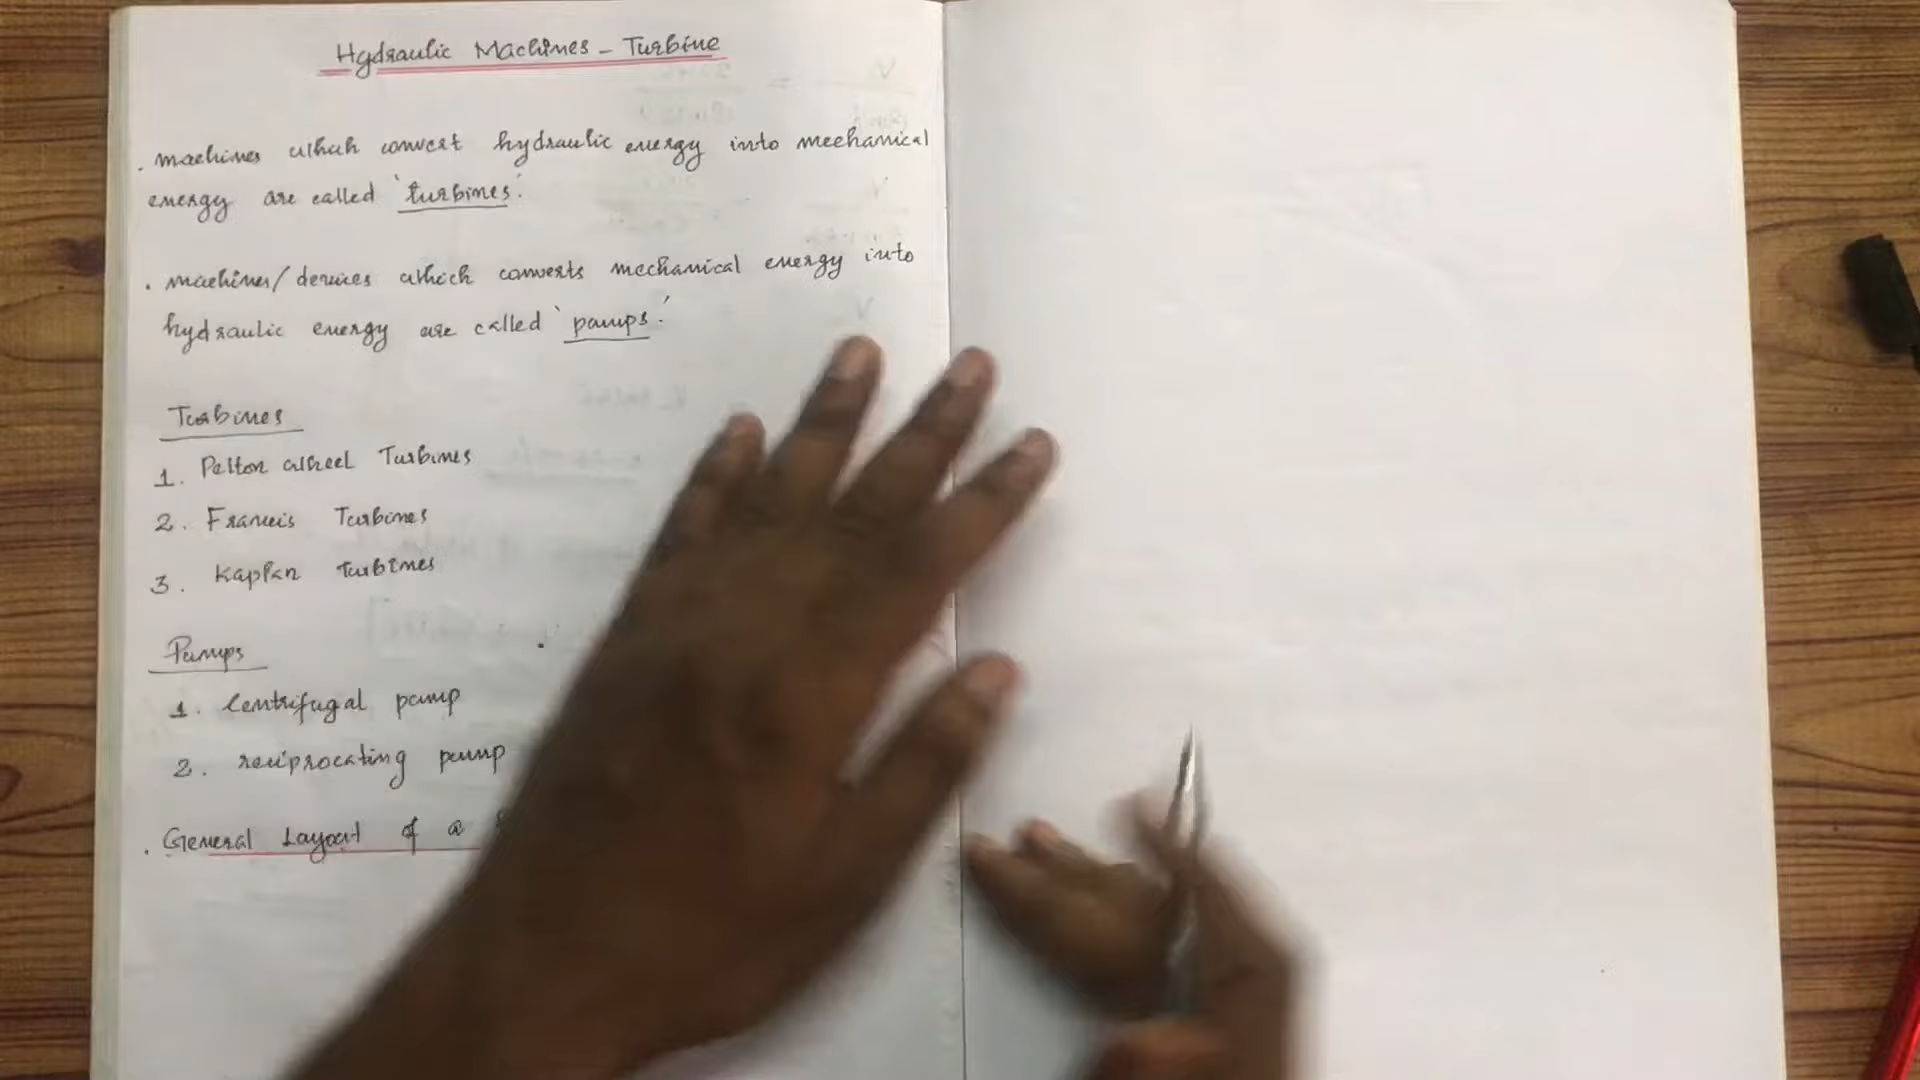 Hydraulic Machines - Turbine
. machines which convert hydraulic energy into mechanical
energy are called 'turbines'.
. machines/devices which converts mechanical energy into
hydraulic energy are called 'pumps'.
Turbines
1. Pelton wheel Turbines
2. Francis Turbines
3. Kaplan Turbines
Pumps
1. Centrifugal pump
2. reciprocating pump
. General Layout of a